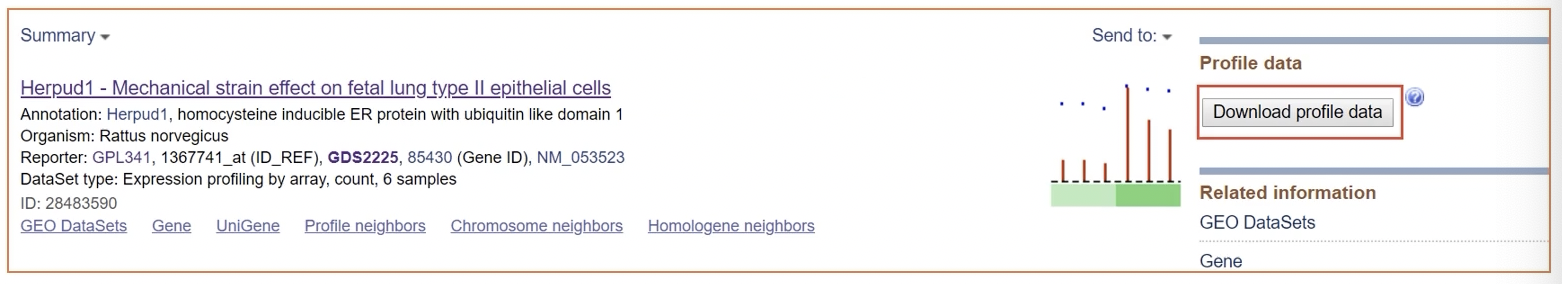 Summary
Send to:
Herpud1 - Mechanical strain effect on fetal lung type II epithelial cells
Annotation: Herpud1, homocysteine inducible ER protein with ubiquitin like domain 1
Organism: Rattus norvegicus
Reporter: GPL341, 1367741_at (ID_REF), GDS2225, 85430 (Gene ID), NM_053523
DataSet type: Expression profiling by array, count, 6 samples
ID: 28483590
GEO DataSets Gene UniGene Profile neighbors Chromosome neighbors Homologene neighbors
Profile data
Download profile data ?
Related information
GEO DataSets
Gene